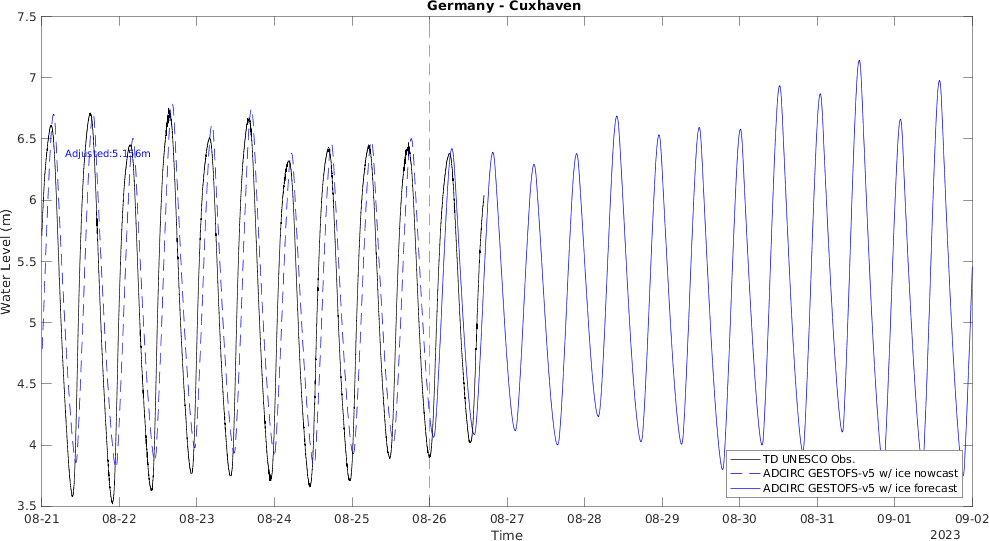 Germany - Cuxhaven
7.5
7
6.5
6
5.5
5
4.5
4
3.5
Water Level (m)
Adjusted:5.156m
TD UNESCO Obs.
ADCIRC GESTOFS-v5 w/ ice nowcast
ADCIRC GESTOFS-v5 w/ ice forecast
08-21 08-22 08-23 08-24 08-25 08-26 08-27 08-28 08-29 08-30 08-31 09-01 09-02
Time
2023